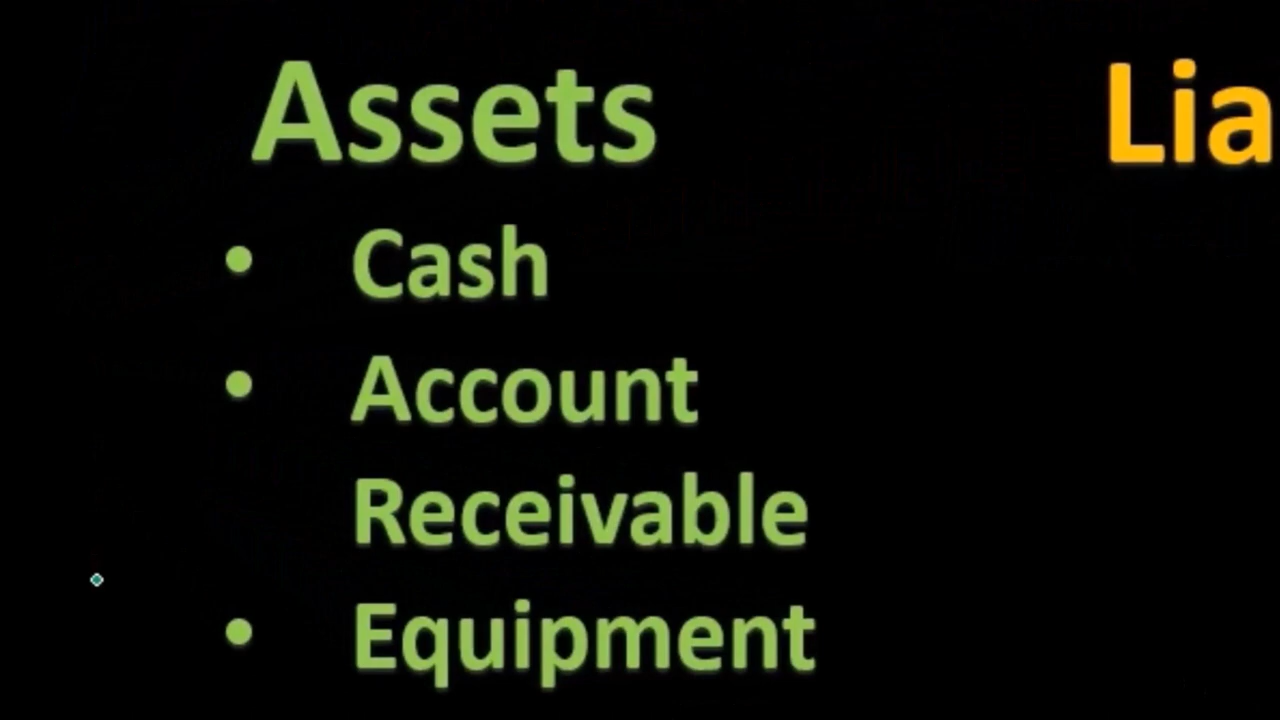 Assets
Lia
• Cash
• Account
Receivable
• Equipment